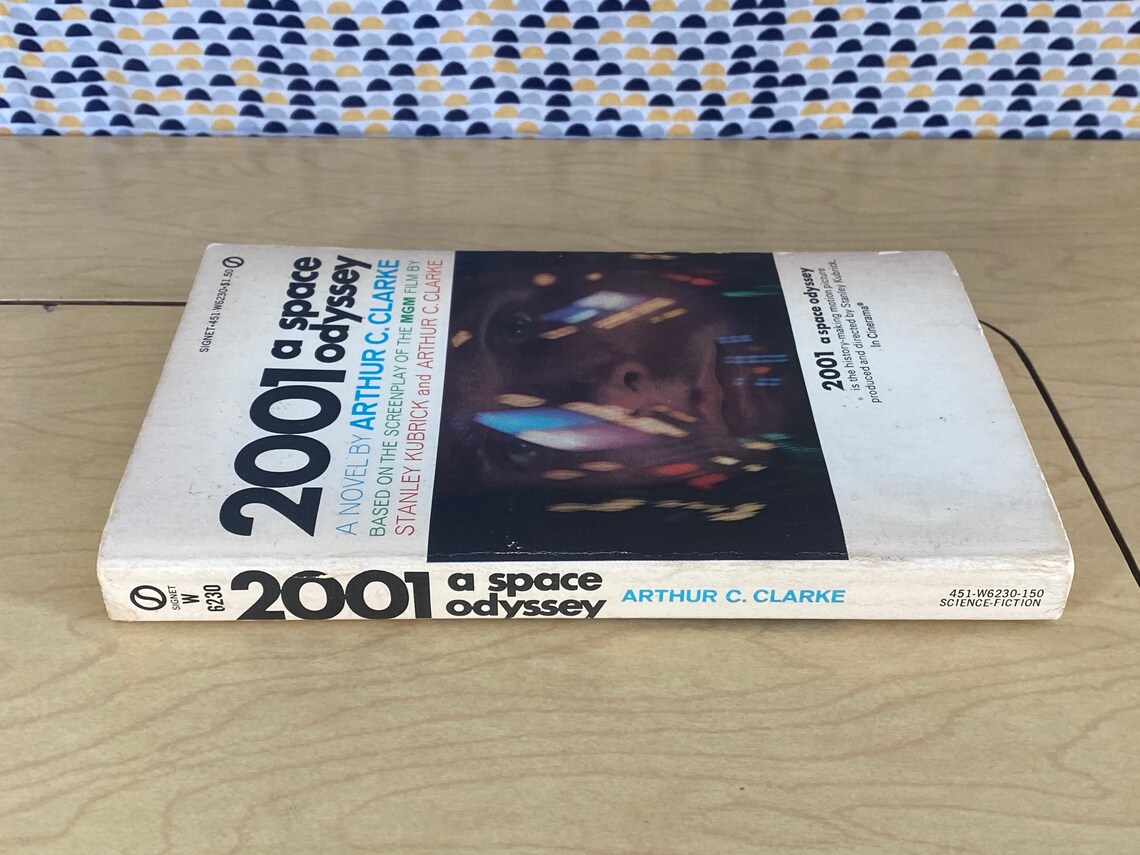 SIGNET•451-W6230•$1.50
2001 a space
odyssey
A NOVEL BY ARTHUR C. CLARKE
BASED ON THE SCREENPLAY OF THE MGM FILM BY
STANLEY KUBRICK and ARTHUR C. CLARKE
2001 a space odyssey
is the history-making motion picture
produced and directed by Stanley Kubrick.
In Cinerama®
SIGNET
W
6230
2001 a space
odyssey
ARTHUR C. CLARKE
451-W6230-150
SCIENCE-FICTION